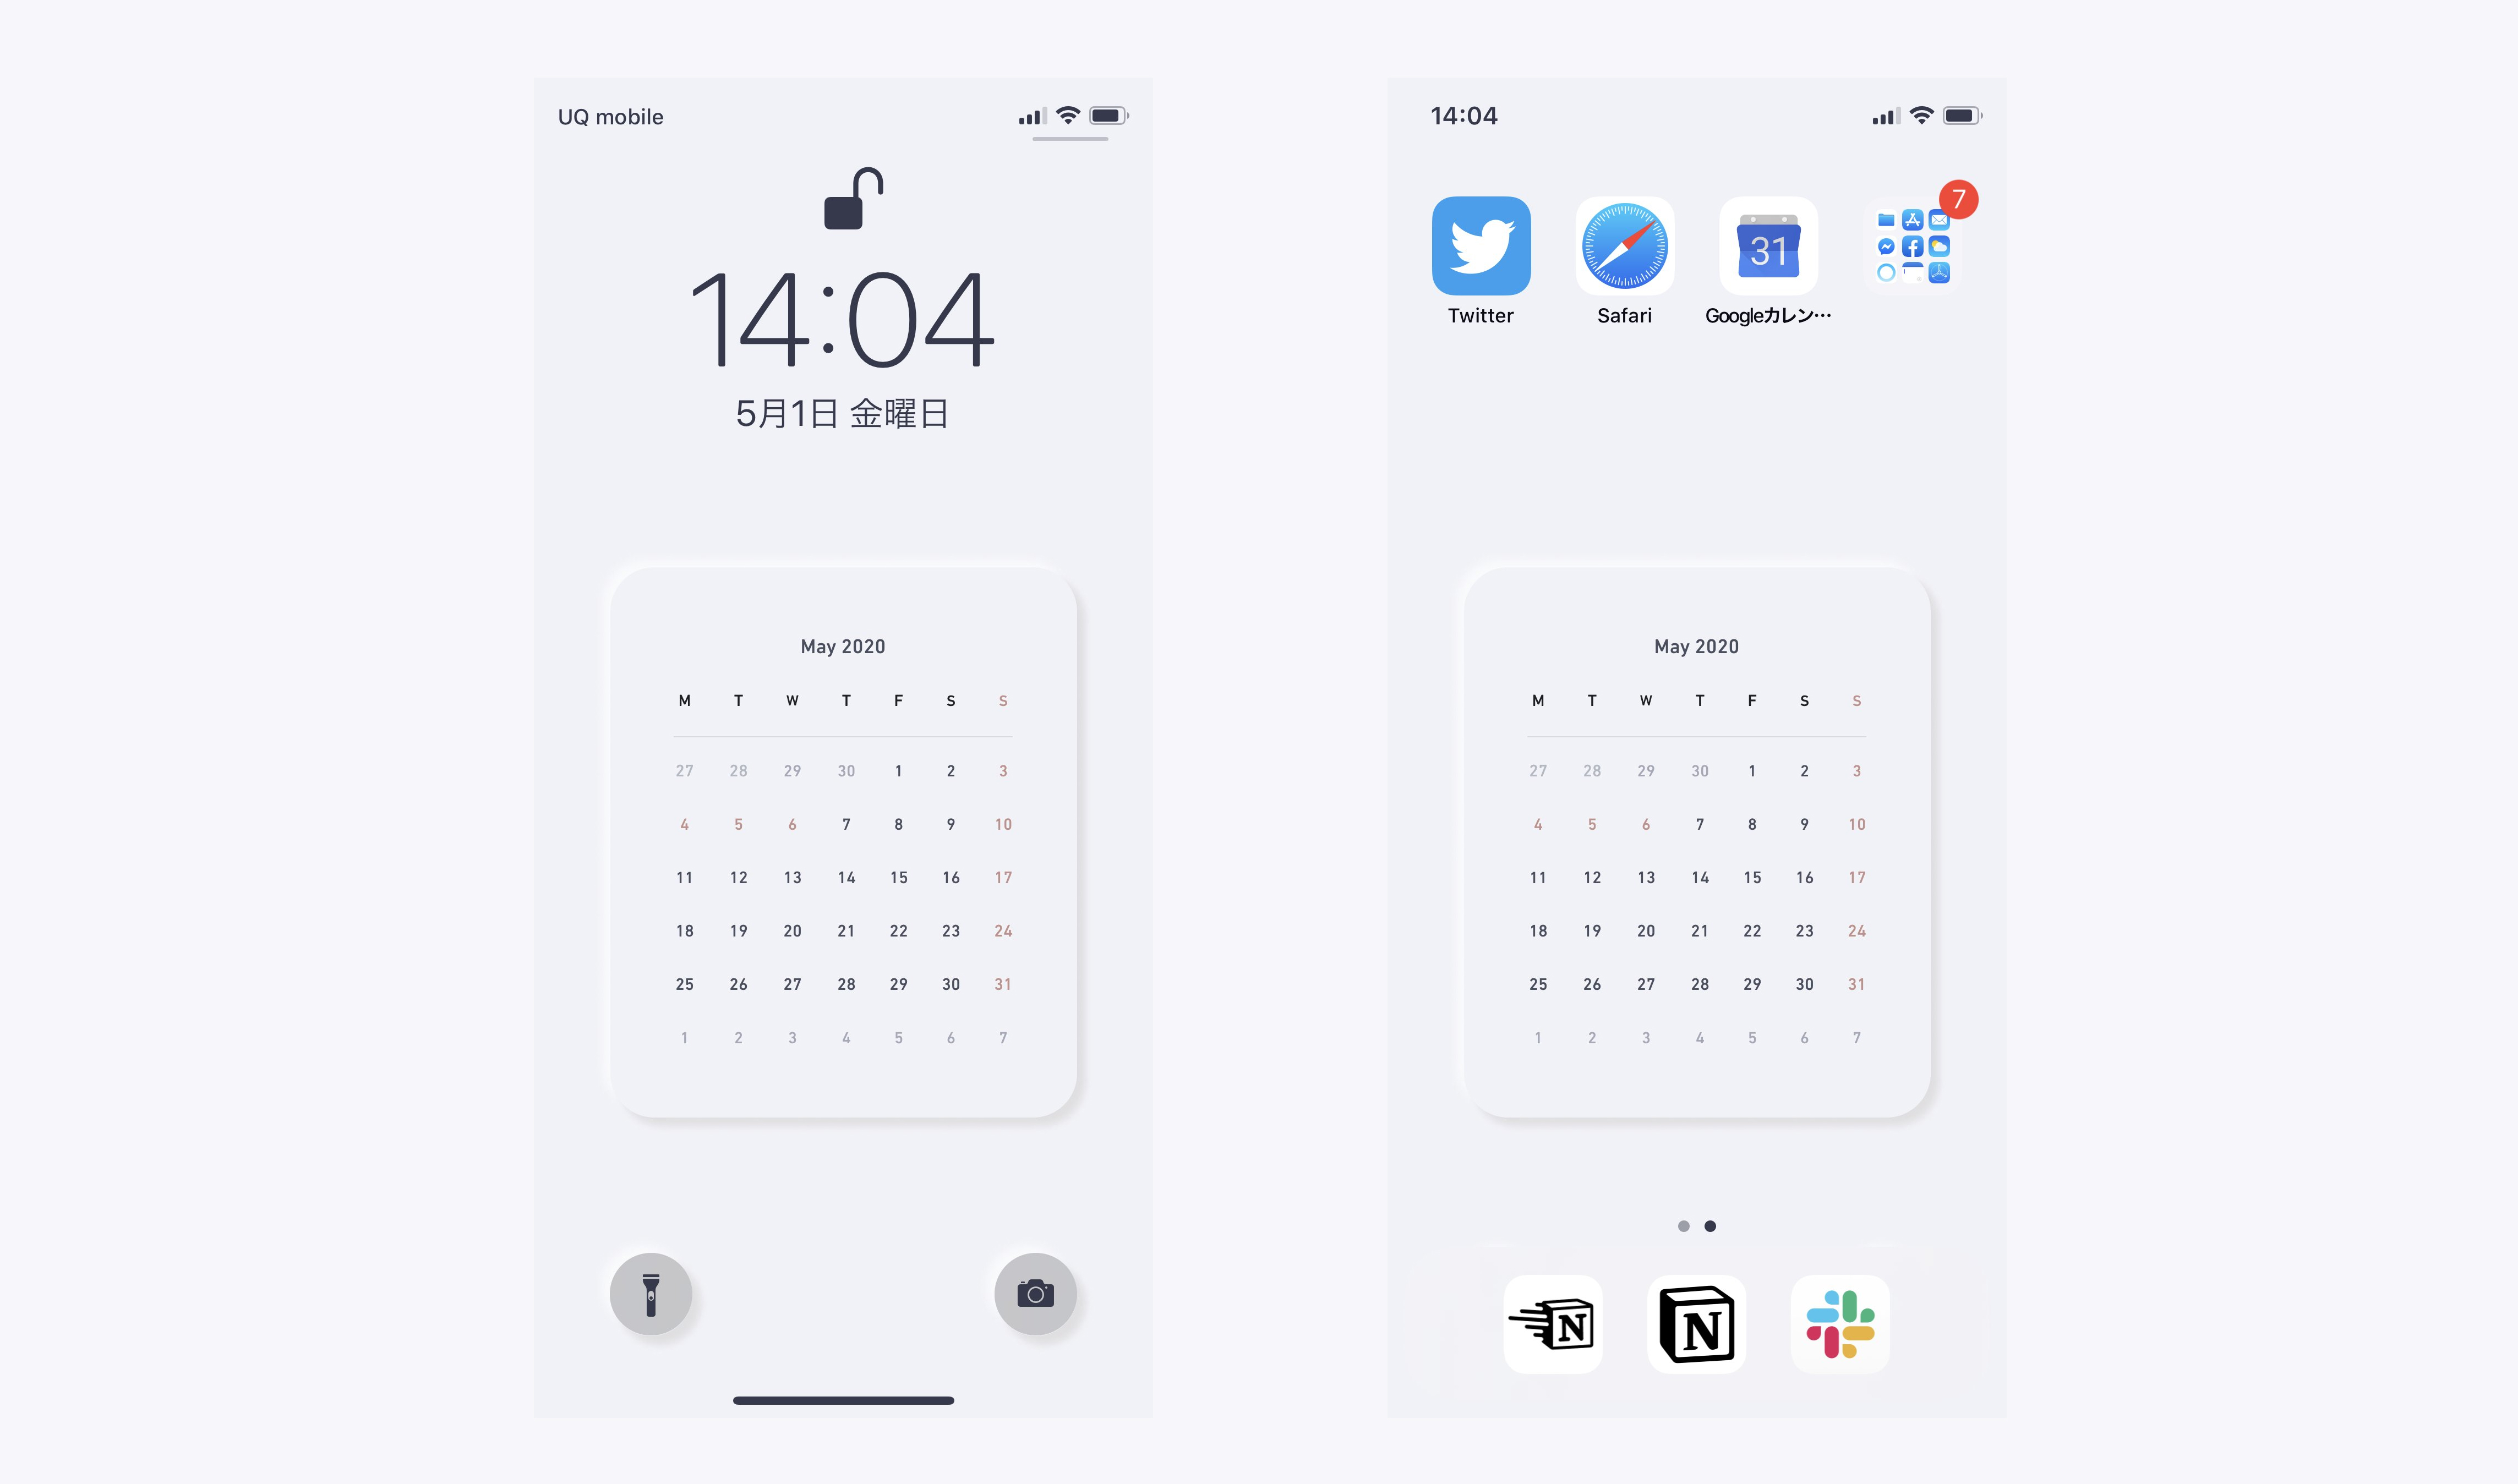 UQ mobile
14:04
5月1日 金曜日
May 2020
M T W T F S S
27 28 29 30 1 2 3
4 5 6 7 8 9 10
11 12 13 14 15 16 17
18 19 20 21 22 23 24
25 26 27 28 29 30 31
1 2 3 4 5 6 7
14:04
31
7
Twitter
Safari
Googleカレン…
May 2020
M T W T F S S
27 28 29 30 1 2 3
4 5 6 7 8 9 10
11 12 13 14 15 16 17
18 19 20 21 22 23 24
25 26 27 28 29 30 31
1 2 3 4 5 6 7
N
N